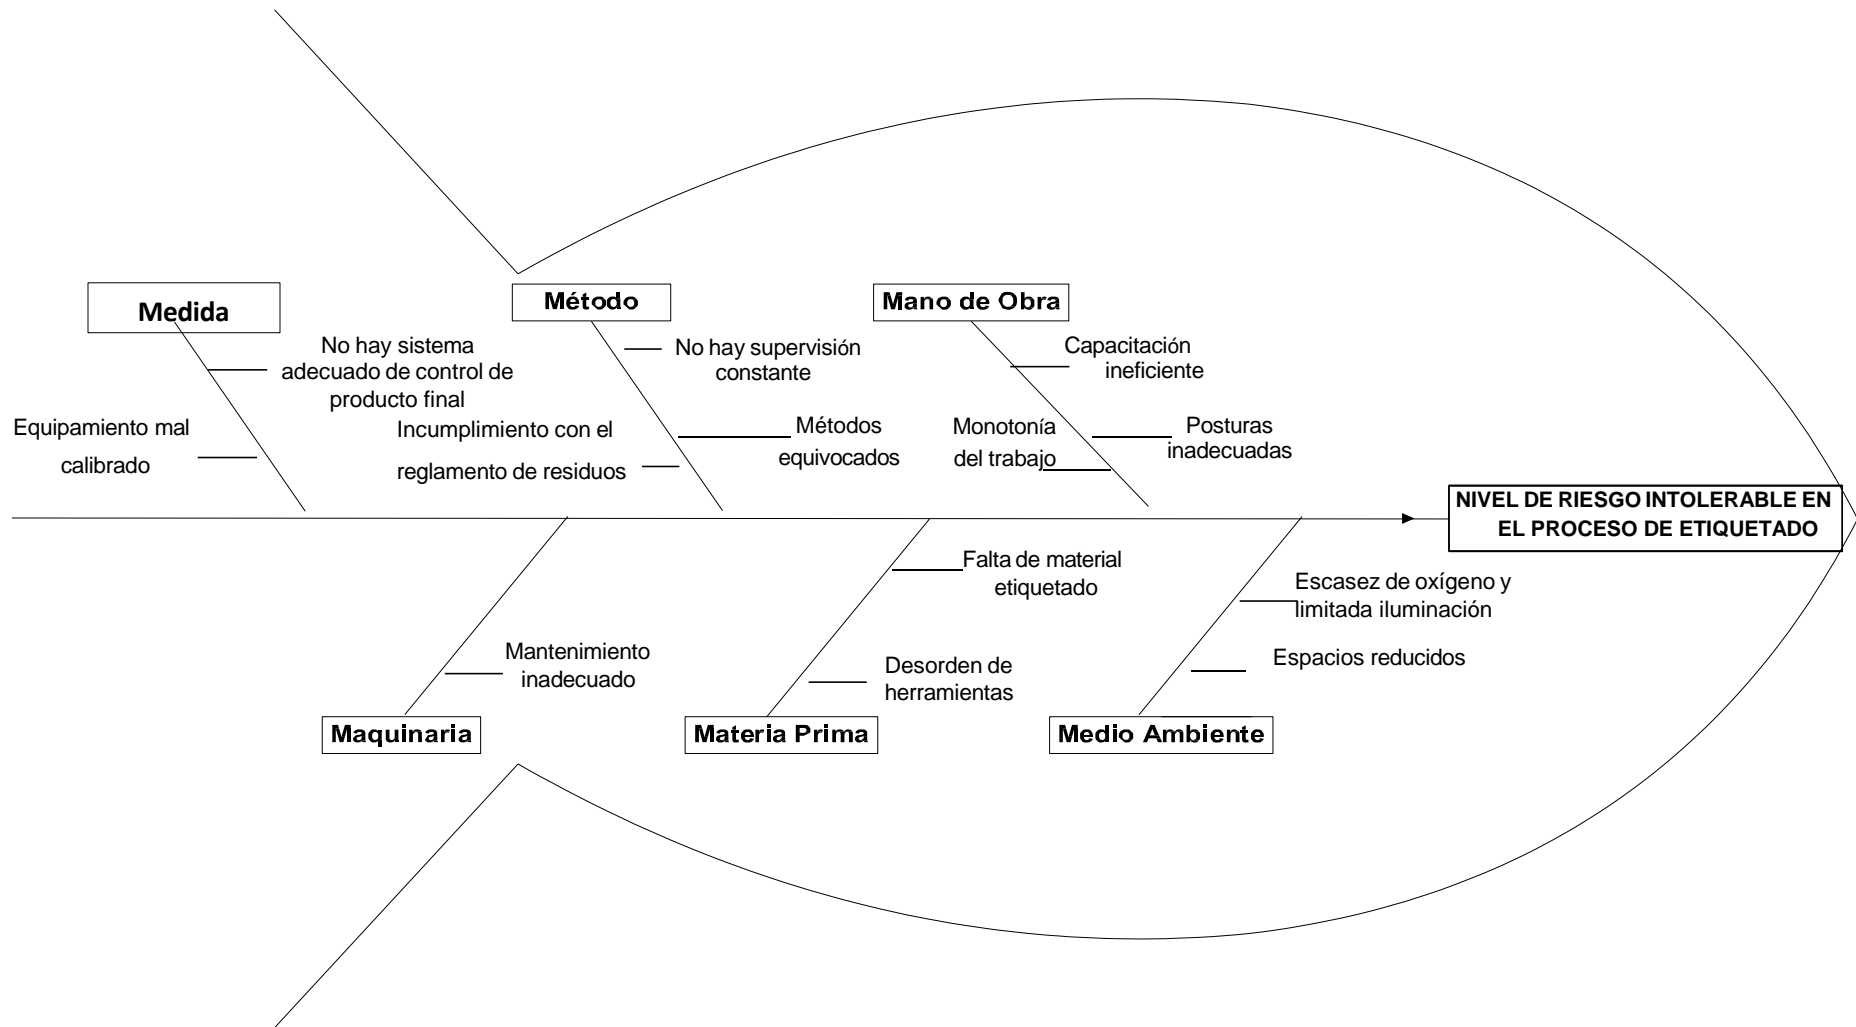 Medida
No hay sistema
adecuado de control de
producto final
Equipamiento mal
calibrado
Método
No hay supervisión
constante
Incumplimiento con el
reglamento de residuos
Métodos
equivocados
Mano de Obra
Capacitación
ineficiente
Monotonía
del trabajo
Posturas
inadecuadas
NIVEL DE RIESGO INTOLERABLE EN
EL PROCESO DE ETIQUETADO
Mantenimiento
inadecuado
Maquinaria
Falta de material
etiquetado
Desorden de
herramientas
Materia Prima
Escasez de oxígeno y
limitada iluminación
Espacios reducidos
Medio Ambiente